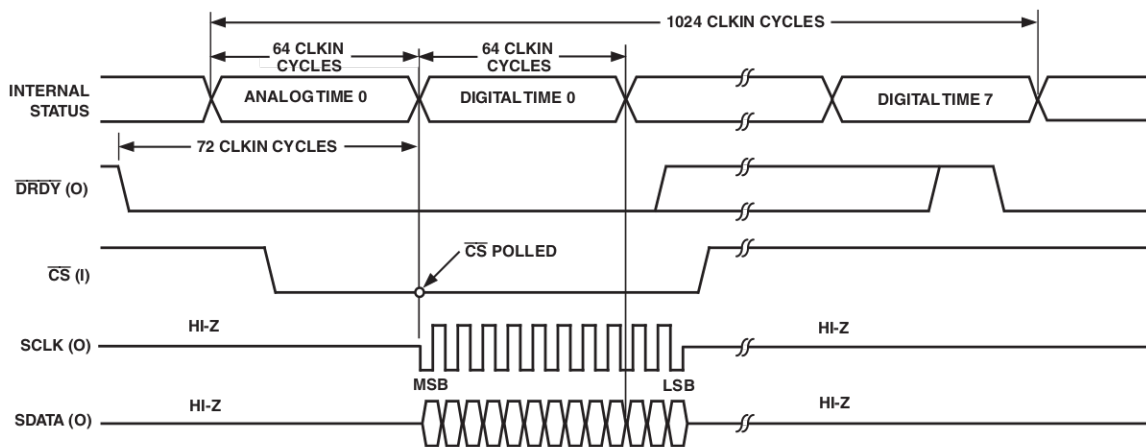 1024 CLKIN CYCLES
64 CLKIN
CYCLES
64 CLKIN
CYCLES
INTERNAL
STATUS
ANALOG TIME 0
DIGITAL TIME 0
DIGITAL TIME 7
72 CLKIN CYCLES
DRDY (O)
CS POLLED
CS (I)
HI-Z
HI-Z
SCLK (O)
MSB
LSB
HI-Z
HI-Z
SDATA (O)